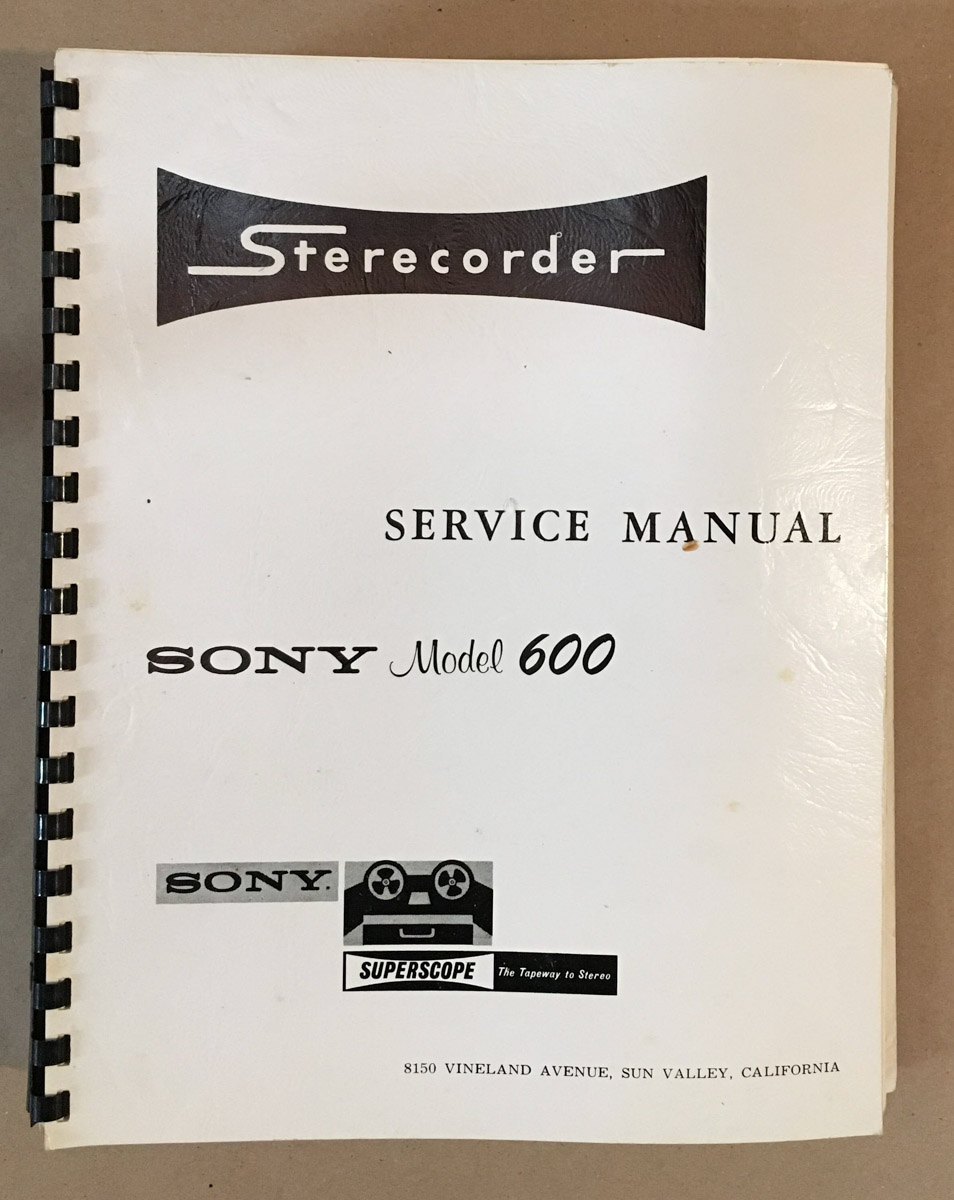 Sterecorder
SERVICE MANUAL
SONY Model 600
SONY.
SUPERSCOPE The Tapeway to Stereo
8150 VINELAND AVENUE, SUN VALLEY, CALIFORNIA